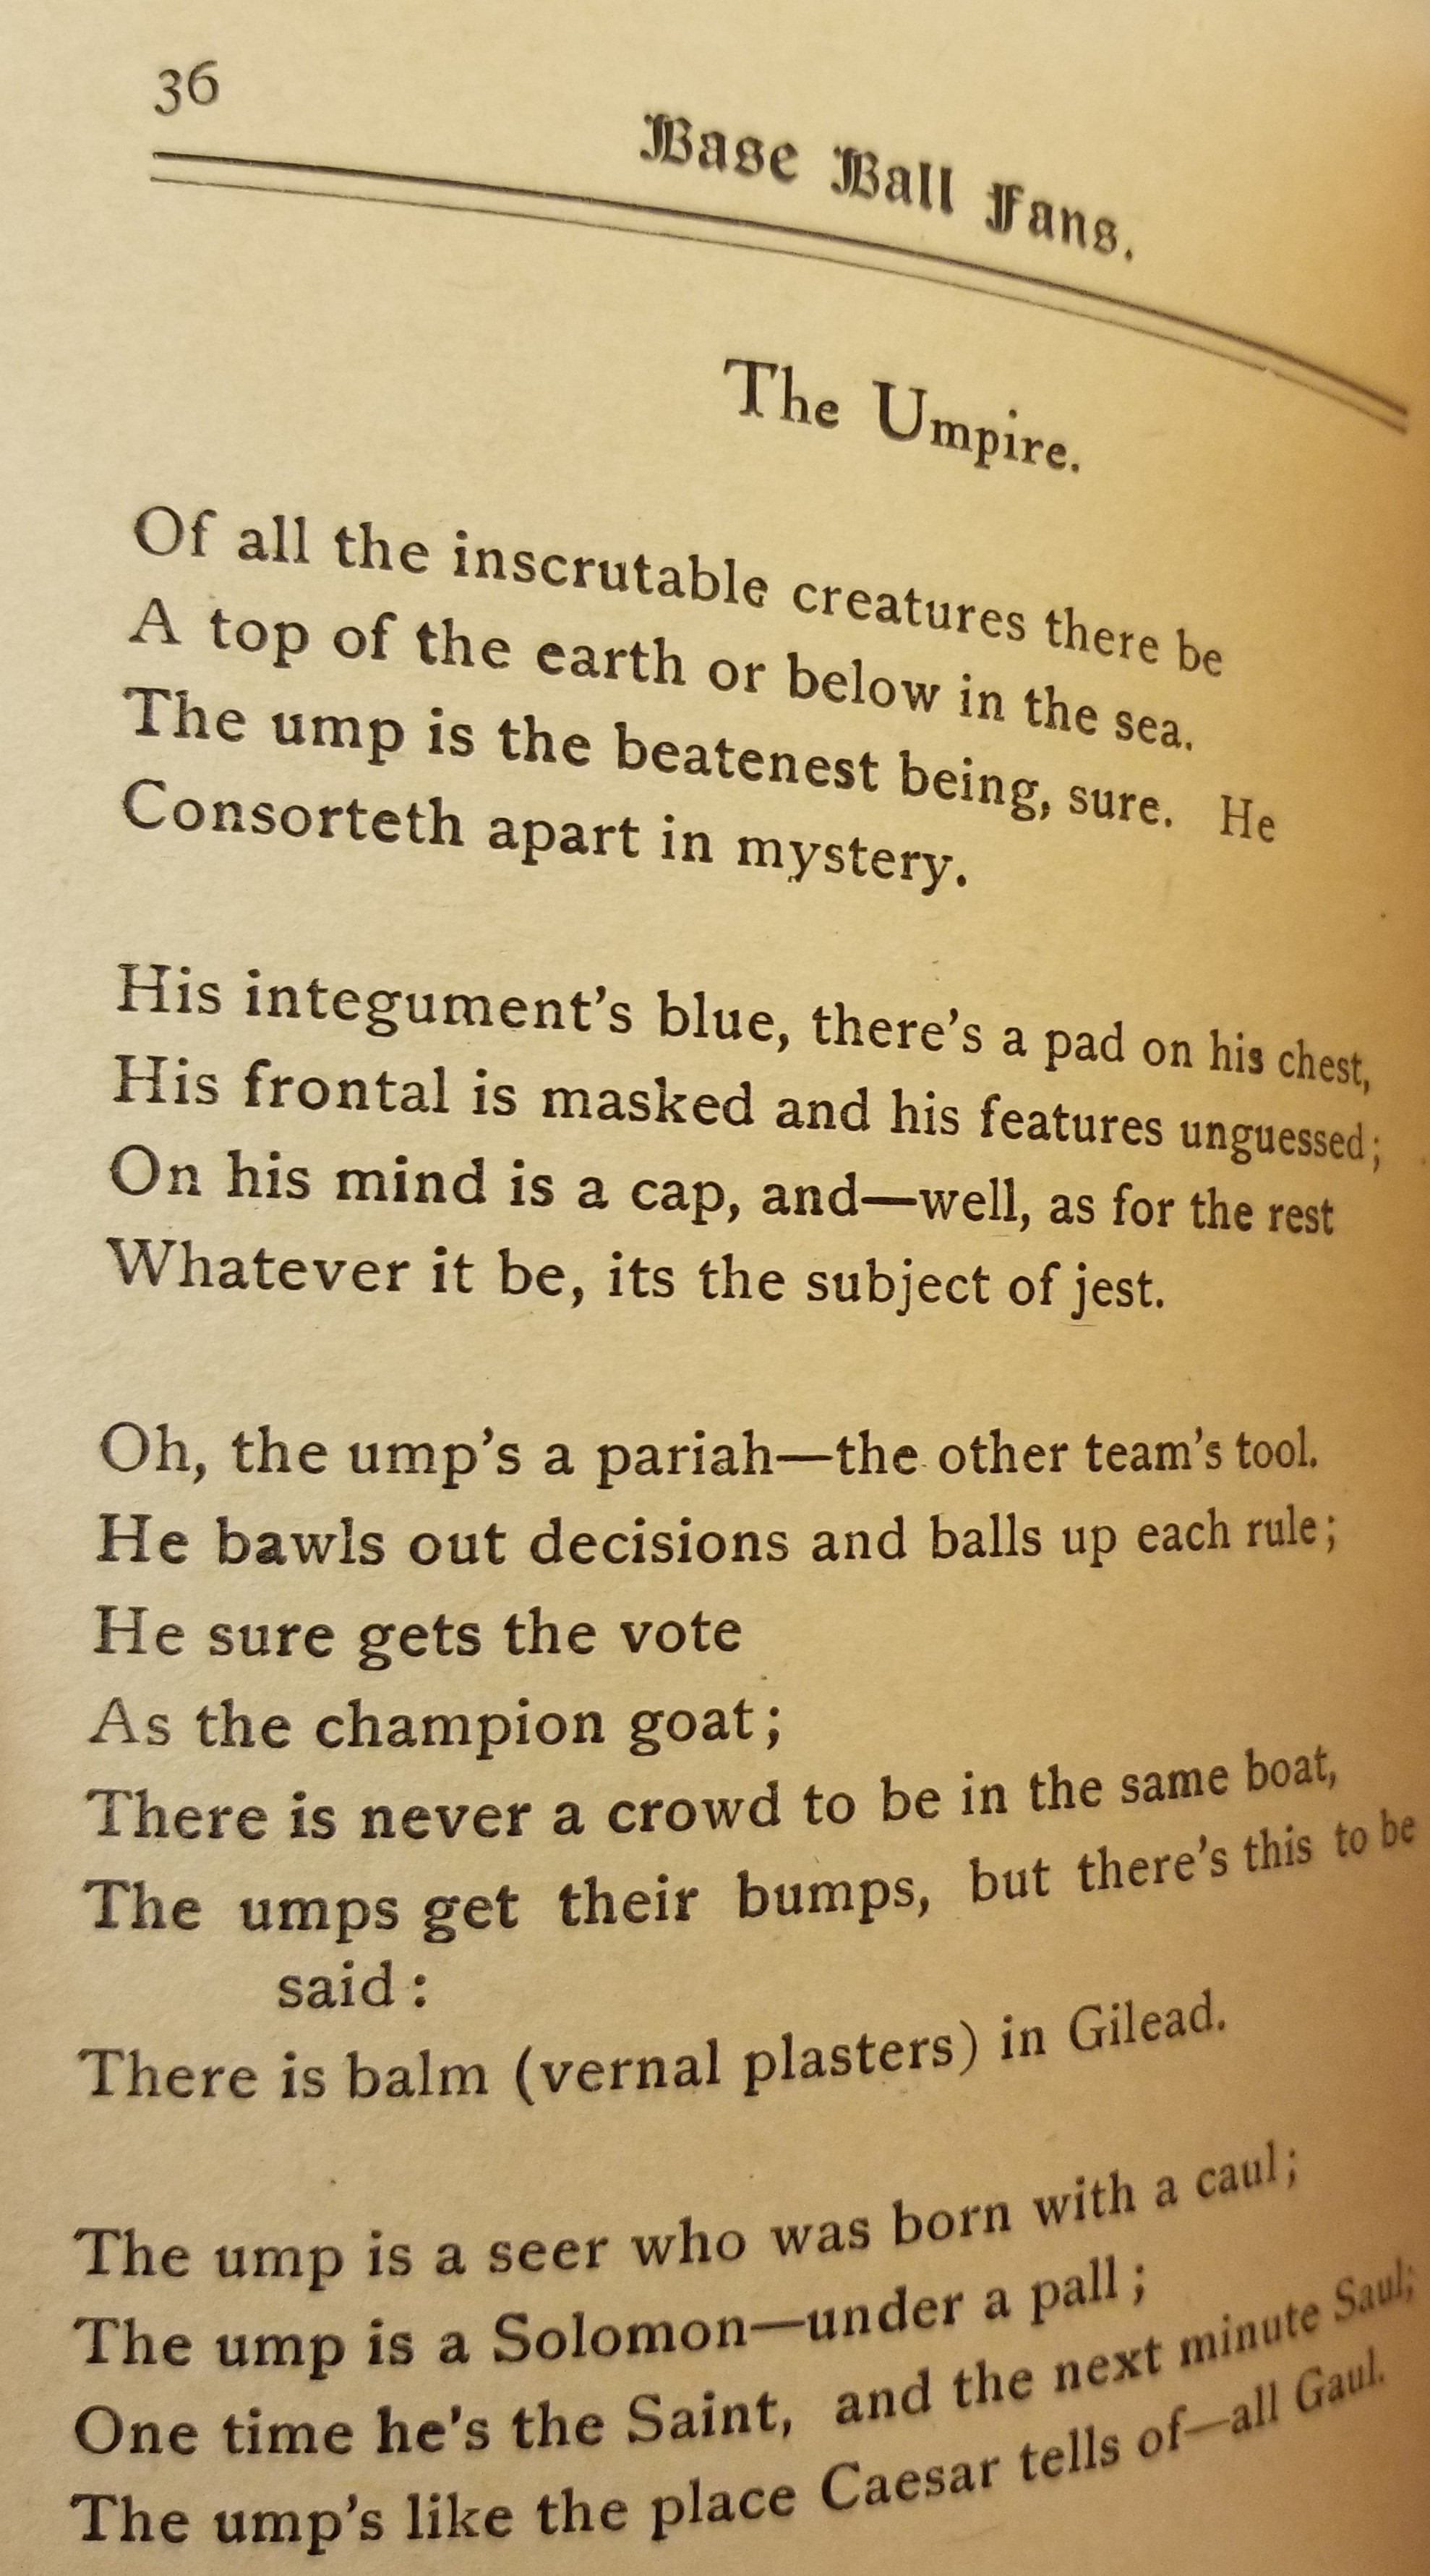 36
Base Ball Fans.
The Umpire.
Of all the inscrutable creatures there be
A top of the earth or below in the sea.
The ump is the beatenest being, sure. He
Consorteth apart in mystery.
His integument's blue, there's a pad on his chest,
His frontal is masked and his features unguessed;
On his mind is a cap, and—well, as for the rest
Whatever it be, its the subject of jest.
Oh, the ump's a pariah—the other team's tool.
He bawls out decisions and balls up each rule;
He sure gets the vote
As the champion goat;
There is never a crowd to be in the same boat,
The umps get their bumps, but there's this to be
said:
There is balm (vernal plasters) in Gilead.
The ump is a seer who was born with a caul;
The ump is a Solomon—under a pall;
One time he's the Saint, and the next minute Saul;
The ump's like the place Caesar tells of—all Gaul.